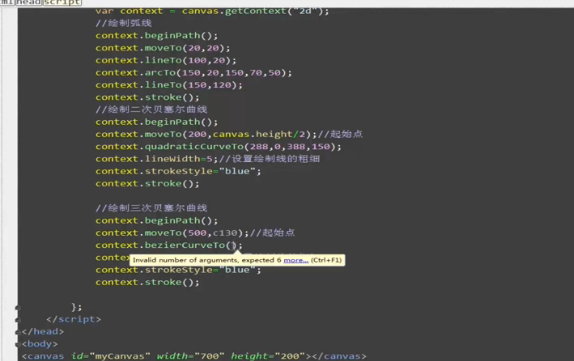 ml head script
var context = canvas.getContext("2d");
//绘制弧线
context.beginPath();
context.moveTo(20,20);
context.lineTo(100,20);
context.arcTo(150,20,150,70,50);
context.lineTo(150,120);
context.stroke();
//绘制二次贝塞尔曲线
context.beginPath();
context.moveTo(200,canvas.height/2);//起始点
context.quadraticCurveTo(288,0,388,150);
context.lineWidth=5;//设置绘制线的粗细
context.strokeStyle="blue";
context.stroke();
//绘制三次贝塞尔曲线
context.beginPath();
context.moveTo(500,c130);//起始点
context.bezierCurveTo();
conte
Invalid number of arguments, expected 6 more... (Ctrl+F1)
context.strokeStyle="blue";
context.stroke();
};
</script>
</head>
<body>
<canvas id="myCanvas" width="700" height="200"></canvas>